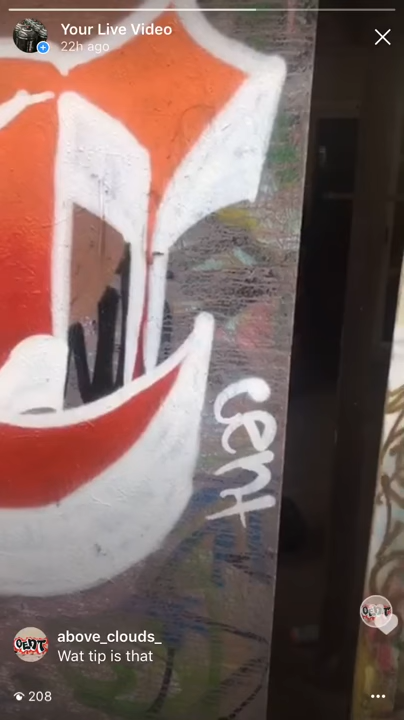 Your Live Video
22h ago
cent
above_clouds_
Wat tip is that
208